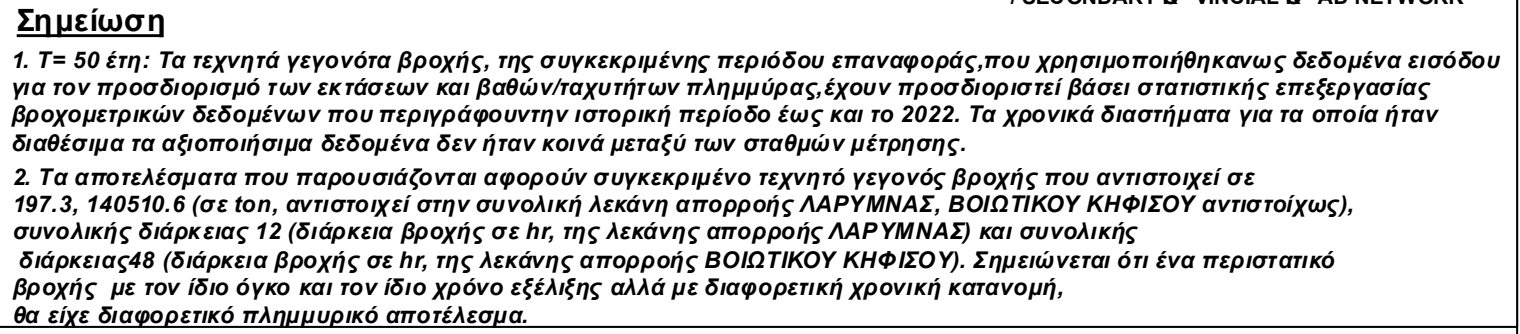 Σημείωση
1. Τ= 50 έτη: Τα τεχνητά γεγονότα βροχής, της συγκεκριμένης περιόδου επαναφοράς,που χρησιμοποιήθηκανως δεδομένα εισόδου
για τον προσδιορισμό των εκτάσεων και βαθών/ταχυτήτων πλημμύρας,έχουν προσδιοριστεί βάσει στατιστικής επεξεργασίας
βροχομετρικών δεδομένων που περιγράφουντην ιστορική περίοδο έως και το 2022. Τα χρονικά διαστήματα για τα οποία ήταν
διαθέσιμα τα αξιοποιήσιμα δεδομένα δεν ήταν κοινά μεταξύ των σταθμών μέτρησης.
2. Τα αποτελέσματα που παρουσιάζονται αφορούν συγκεκριμένο τεχνητό γεγονός βροχής που αντιστοιχεί σε
197.3, 140510.6 (σε ton, αντιστοιχεί στην συνολική λεκάνη απορροής ΛΑΡΥΜΝΑΣ, ΒΟΙΩΤΙΚΟΥ ΚΗΦΙΣΟΥ αντιστοίχως),
συνολικής διάρκειας 12 (διάρκεια βροχής σε hr, της λεκάνης απορροής ΛΑΡΥΜΝΑΣ) και συνολικής
διάρκειας48 (διάρκεια βροχής σε hr, της λεκάνης απορροής ΒΟΙΩΤΙΚΟΥ ΚΗΦΙΣΟΥ). Σημειώνεται ότι ένα περιστατικό
βροχής με τον ίδιο όγκο και τον ίδιο χρόνο εξέλιξης αλλά με διαφορετική χρονική κατανομή,
θα είχε διαφορετικό πλημμυρικό αποτέλεσμα.